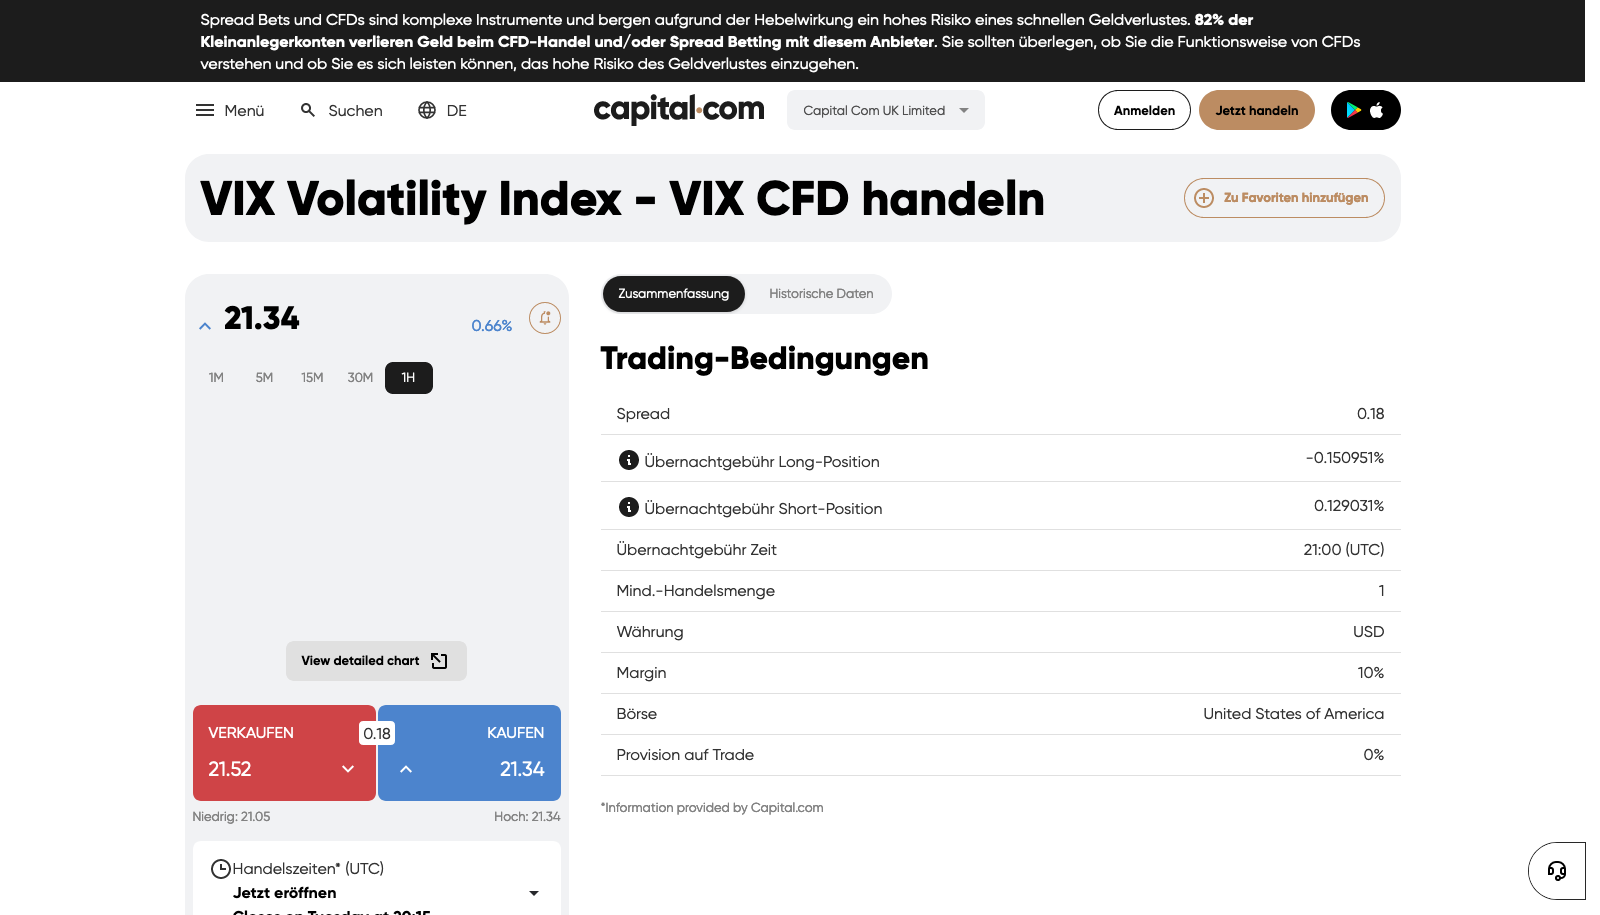 Spread Bets und CFDs sind komplexe Instrumente und bergen aufgrund der Hebelwirkung ein hohes Risiko eines schnellen Geldverlustes. 82% der
Kleinanlegerkonten verlieren Geld beim CFD-Handel und/oder Spread Betting mit diesem Anbieter. Sie sollten überlegen, ob Sie die Funktionsweise von CFDs
verstehen und ob Sie es sich leisten können, das hohe Risiko des Geldverlustes einzugehen.
Menü Suchen DE capital.com Capital Com UK Limited Anmelden Jetzt handeln
VIX Volatility Index - VIX CFD handeln
Zu Favoriten hinzufügen
21.34 0.66%
1M 5M 15M 30M 1H
View detailed chart
VERKAUFEN 0.18 KAUFEN
21.52 21.34
Niedrig: 21.05 Hoch: 21.34
Handelszeiten* (UTC)
Jetzt eröffnen
Closes on Tuesday at 20:15
Zusammenfassung Historische Daten
Trading-Bedingungen
Spread 0.18
Übernachtgebühr Long-Position -0.150951%
Übernachtgebühr Short-Position 0.129031%
Übernachtgebühr Zeit 21:00 (UTC)
Mind.-Handelsmenge 1
Währung USD
Margin 10%
Börse United States of America
Provision auf Trade 0%
*Information provided by Capital.com